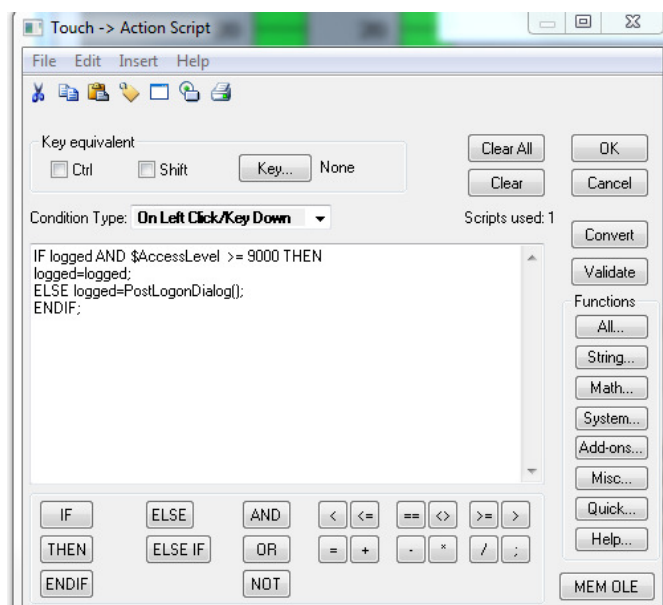 Touch -> Action Script
File Edit Insert Help
Key equivalent
Ctrl Shift Key... None
Clear All
OK
Clear
Cancel
Condition Type: On Left Click/Key Down
Scripts used: 1
Convert
IF logged AND $AccessLevel >= 9000 THEN
logged=logged;
ELSE logged=PostLogonDialog();
ENDIF;
Validate
Functions
All...
String...
Math...
System...
Add-ons...
Misc...
Quick...
Help...
IF ELSE AND < <= == <> >= >
THEN ELSE IF OR = + - * / ;
ENDIF NOT
MEM OLE